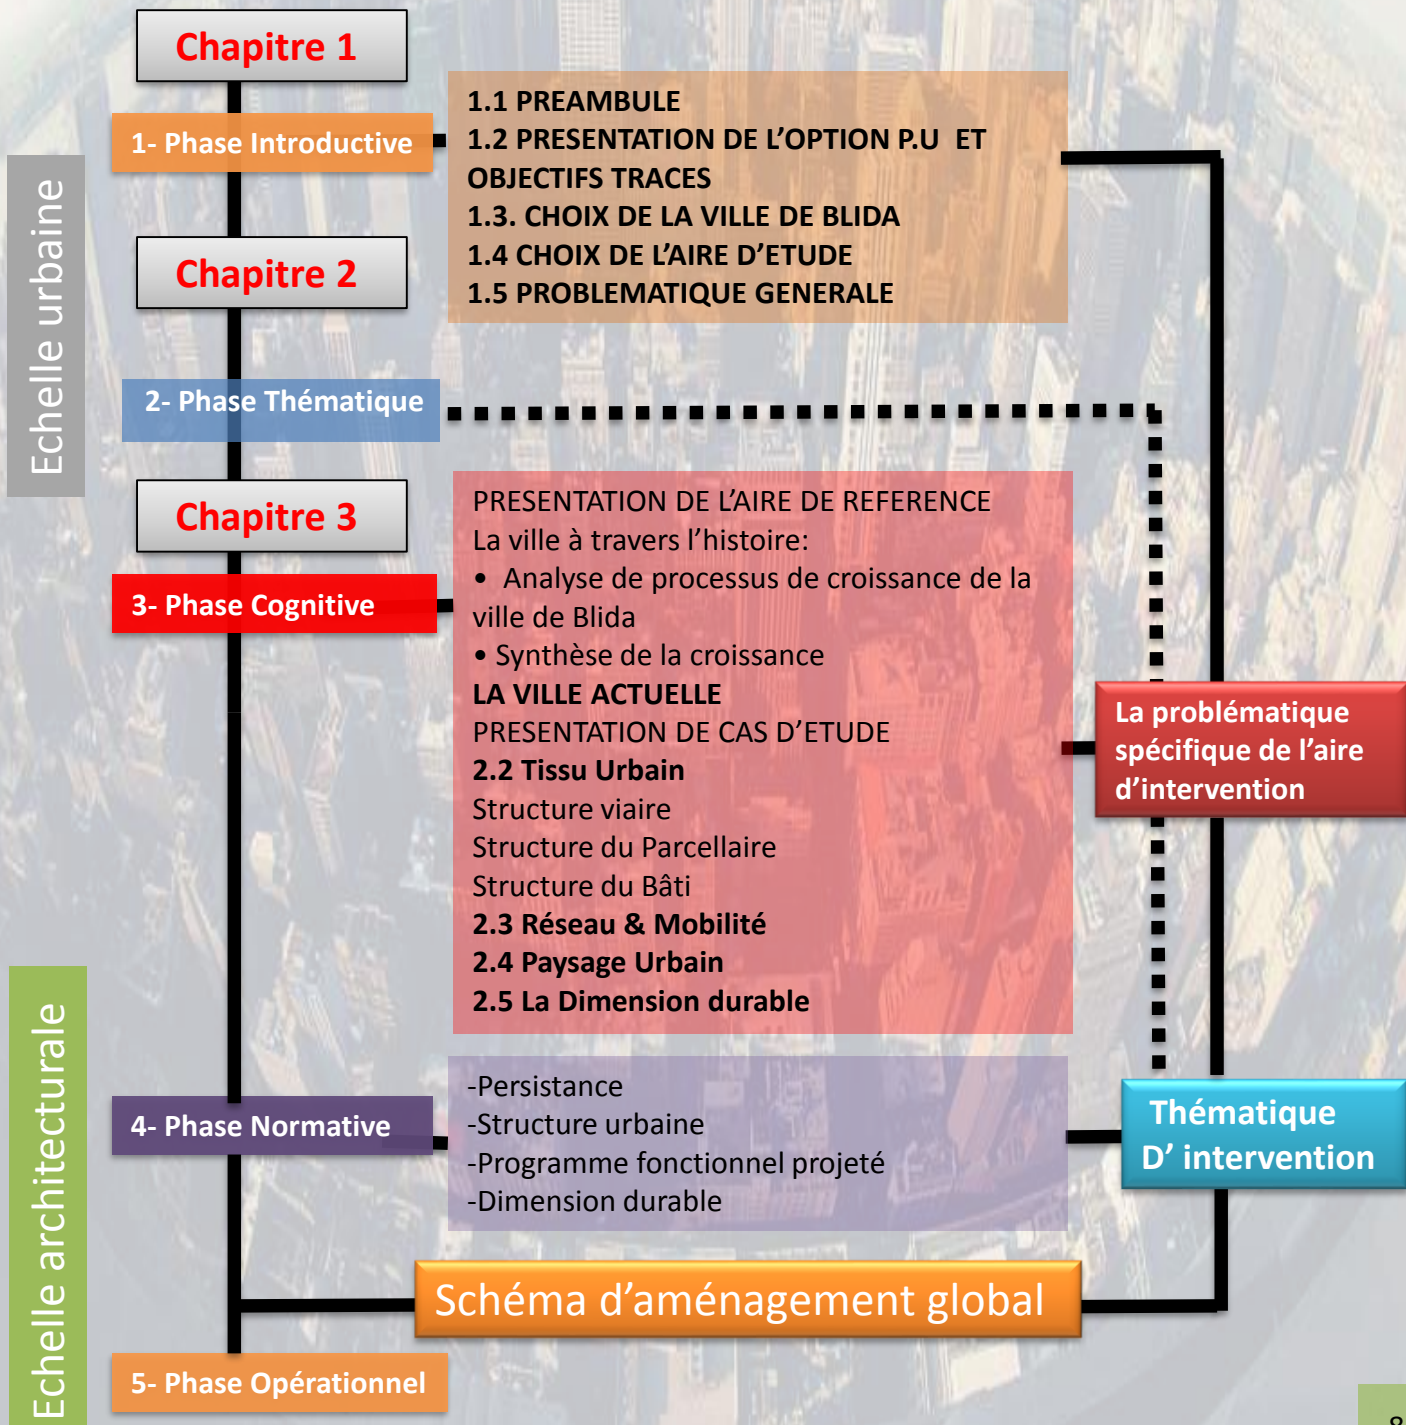 Chapitre 1
1- Phase Introductive
1.1 PREAMBULE
1.2 PRESENTATION DE L’OPTION P.U ET
OBJECTIFS TRACES
1.3. CHOIX DE LA VILLE DE BLIDA
1.4 CHOIX DE L’AIRE D’ETUDE
1.5 PROBLEMATIQUE GENERALE
Echelle urbaine
Chapitre 2
2- Phase Thématique
Chapitre 3
3- Phase Cognitive
PRESENTATION DE L’AIRE DE REFERENCE
La ville à travers l’histoire:
• Analyse de processus de croissance de la
ville de Blida
• Synthèse de la croissance
LA VILLE ACTUELLE
PRESENTATION DE CAS D’ETUDE
2.2 Tissu Urbain
Structure viaire
Structure du Parcellaire
Structure du Bâti
2.3 Réseau & Mobilité
2.4 Paysage Urbain
2.5 La Dimension durable
La problématique
spécifique de l’aire
d’intervention
Echelle architecturale
4- Phase Normative
-Persistance
-Structure urbaine
-Programme fonctionnel projeté
-Dimension durable
Thématique
D’ intervention
Schéma d’aménagement global
5- Phase Opérationnel
8